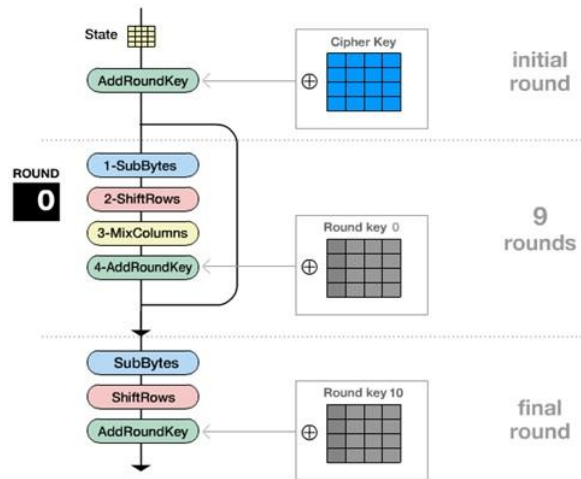 State
Cipher Key
AddRoundKey
initial
round
ROUND
0
1-SubBytes
2-ShiftRows
3-MixColumns
4-AddRoundKey
Round key 0
9
rounds
SubBytes
ShiftRows
AddRoundKey
Round key 10
final
round